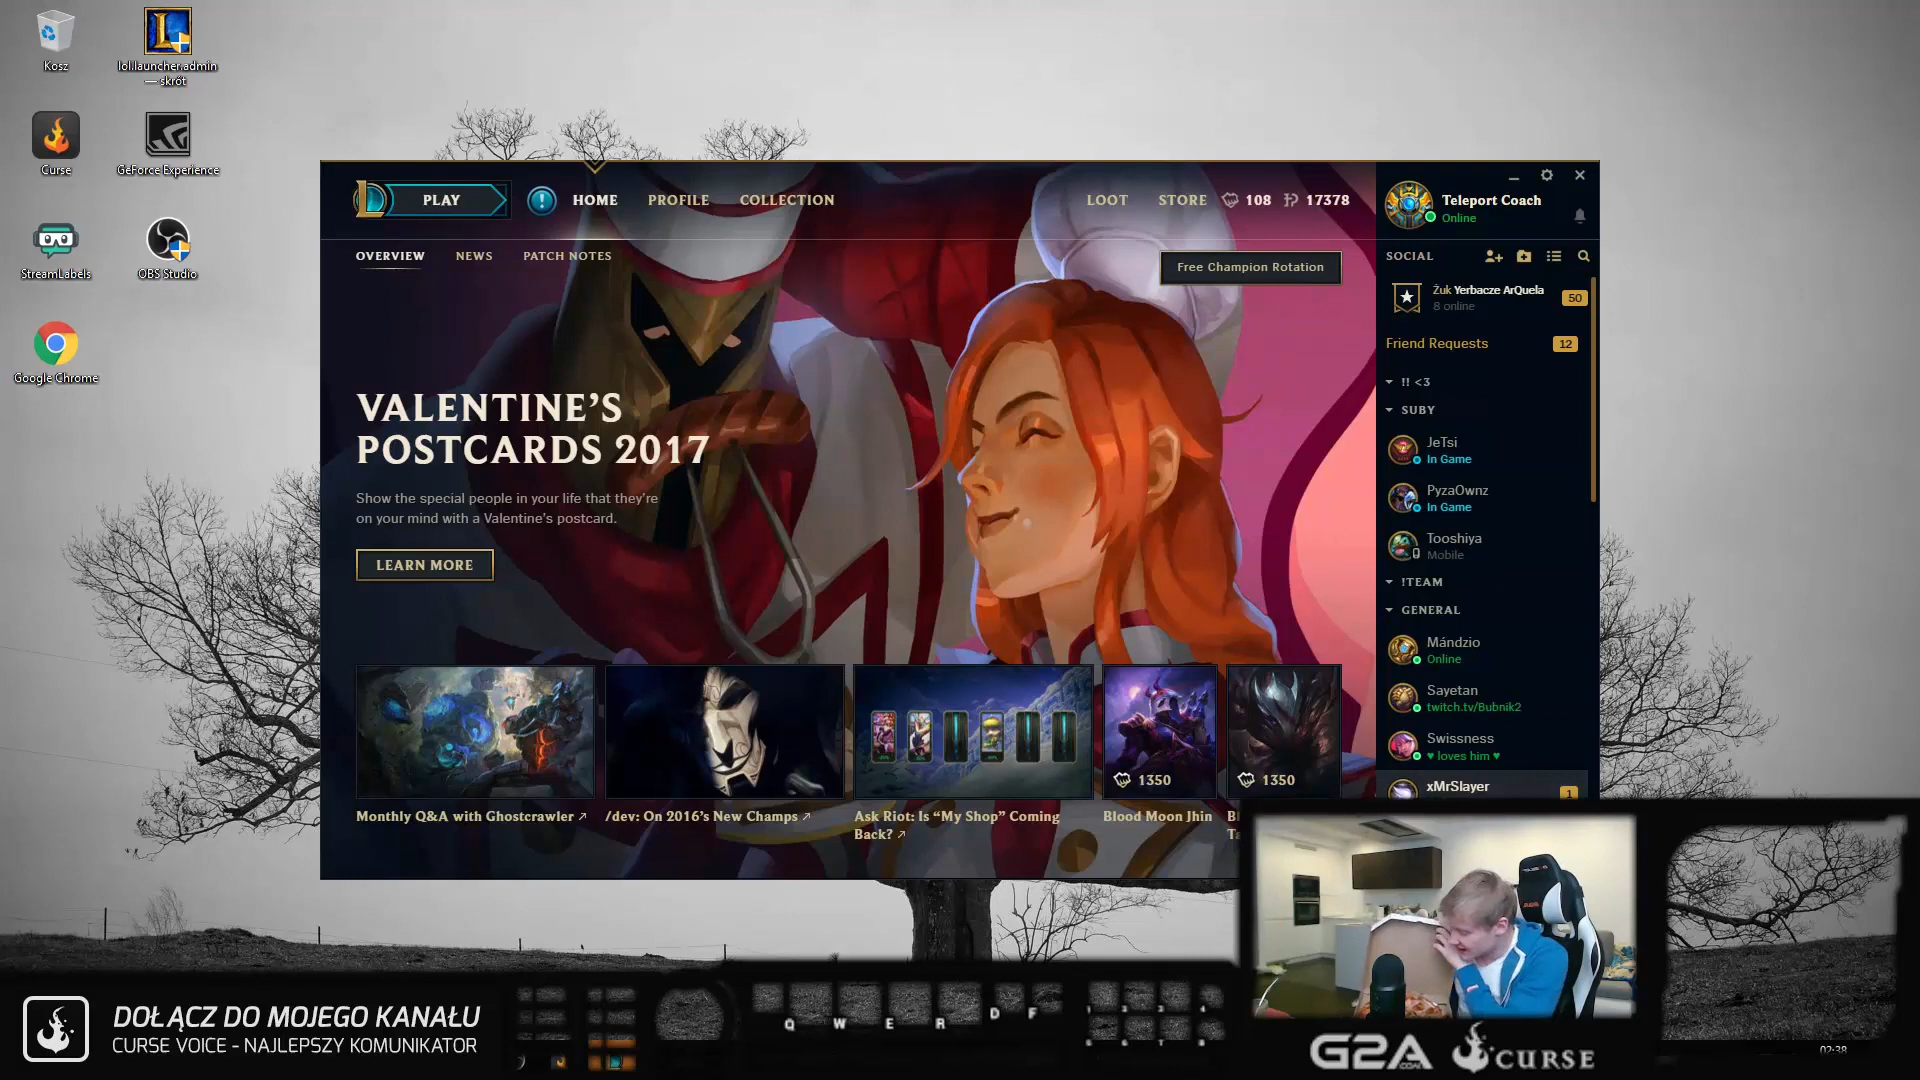 Kosz
lol.launcher.admin
— skrót
Curse
GeForce Experience
StreamLabels
OBS Studio
Google Chrome
PLAY
HOME
PROFILE
COLLECTION
LOOT
STORE
108
17378
OVERVIEW
NEWS
PATCH NOTES
Free Champion Rotation
VALENTINE'S
POSTCARDS 2017
Show the special people in your life that they're
on your mind with a Valentine's postcard.
LEARN MORE
1350
1350
Monthly Q&A with Ghostcrawler
/dev: On 2016's New Champs
Ask Riot: Is “My Shop” Coming
Back?
Blood Moon Jhin
Teleport Coach
Online
SOCIAL
Żuk Yerbacze ArQuela
8 online
50
Friend Requests
12
!! <3
SUBY
JeTsi
In Game
PyzaOwnz
In Game
Tooshiya
Mobile
!TEAM
GENERAL
Mándzio
Online
Sayetan
twitch.tv/Bubnik2
Swissness
♥ loves him ♥
xMrSlayer
1
DOŁĄCZ DO MOJEGO KANAŁU
CURSE VOICE - NAJLEPSZY KOMUNIKATOR
Q W E R D F
G2A
.COM
CURSE
02:38